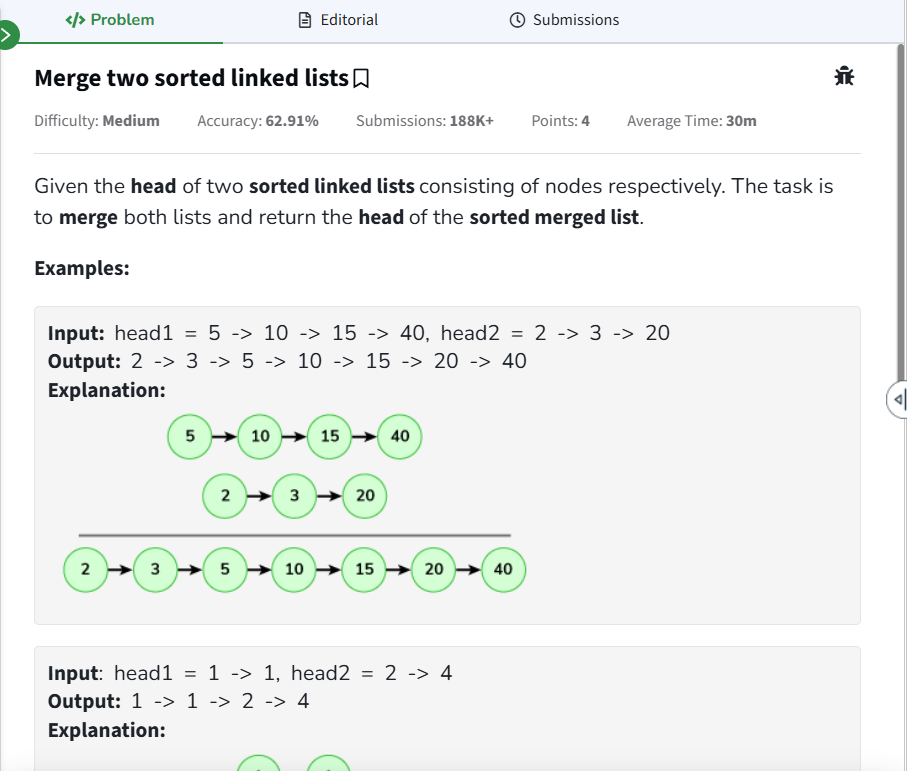 </> Problem
Editorial
Submissions
Merge two sorted linked lists
Difficulty: Medium Accuracy: 62.91% Submissions: 188K+ Points: 4 Average Time: 30m
Given the head of two sorted linked lists consisting of nodes respectively. The task is
to merge both lists and return the head of the sorted merged list.
Examples:
Input: head1 = 5 -> 10 -> 15 -> 40, head2 = 2 -> 3 -> 20
Output: 2 -> 3 -> 5 -> 10 -> 15 -> 20 -> 40
Explanation:
5 10 15 40
2 3 20
2 3 5 10 15 20 40
Input: head1 = 1 -> 1, head2 = 2 -> 4
Output: 1 -> 1 -> 2 -> 4
Explanation: